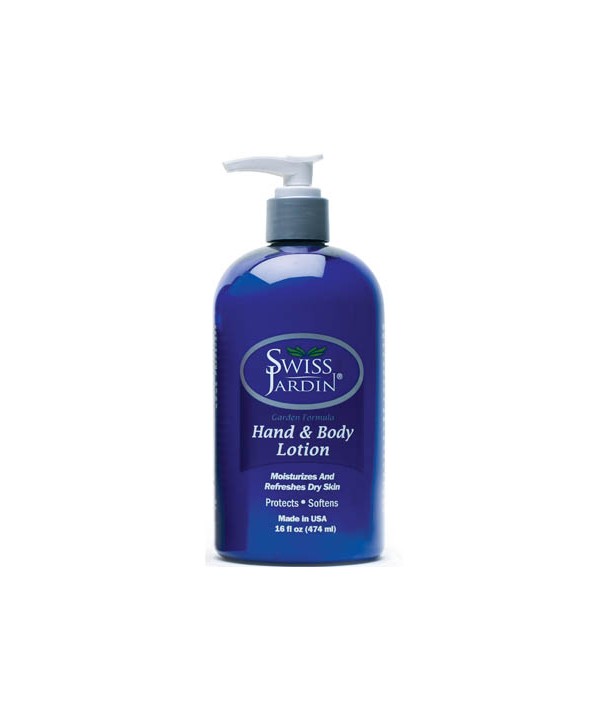 SWISS
JARDIN®
Garden Formula
Hand & Body
Lotion
Moisturizes And
Refreshes Dry Skin
Protects • Softens
Made in USA
16 fl oz (474 ml)